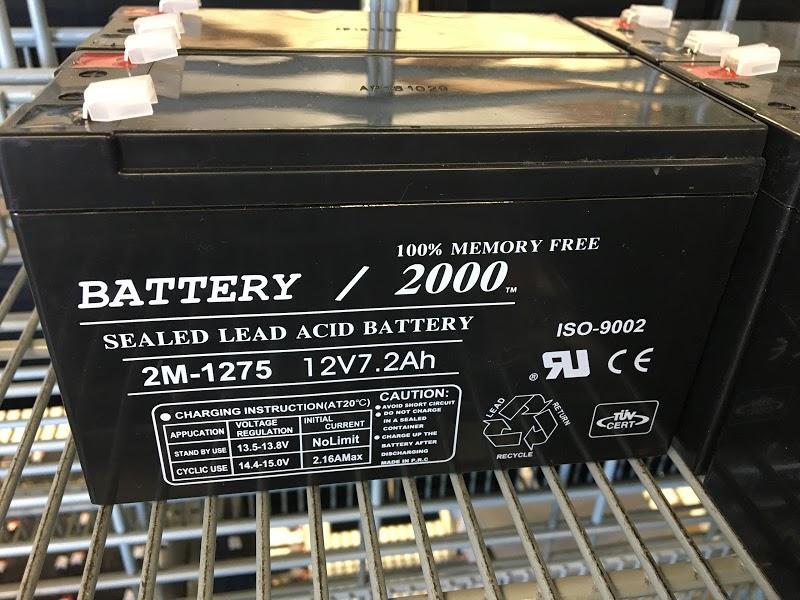 100% MEMORY FREE
BATTERY / 2000 ™
SEALED LEAD ACID BATTERY
2M-1275 12V7.2Ah
ISO-9002
® RU CE
CHARGING INSTRUCTION(AT20°C)
APPUCATION VOLTAGE REGULATION INITIAL CURRENT
STAND BY USE 13.5-13.8V NoLimit
CYCLIC USE 14.4-15.0V 2.16AMax
CAUTION:
AVOID SHORT CIRCUIT
DO NOT CHARGE
IN A SEALED
CONTAINER
CHARGE UP THE
BATTERY AFTER
DISCHARGING
MADE IN P.R.C
LEAD
RETURN
RECYCLE
TÜV
CERT